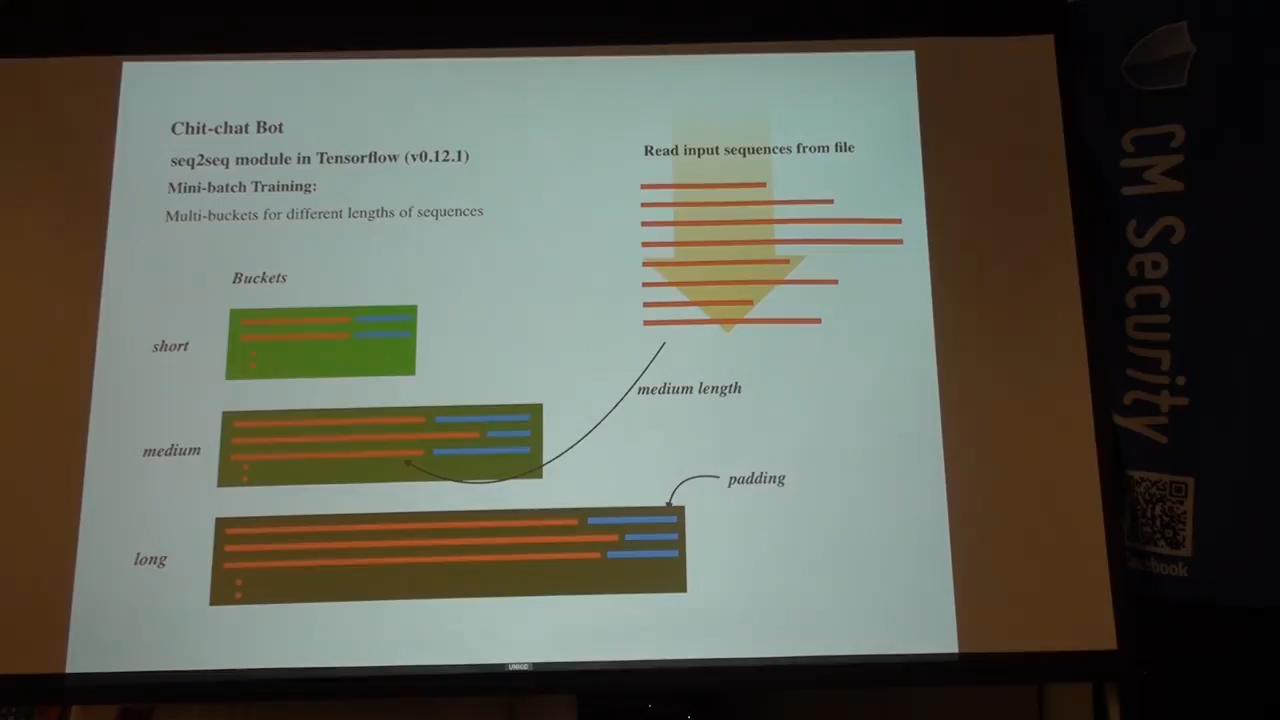 Chit-chat Bot
seq2seq module in Tensorflow (v0.12.1)
Mini-batch Training:
Multi-buckets for different lengths of sequences
Buckets
short
medium
long
Read input sequences from file
medium length
padding
CM Security
UNICO